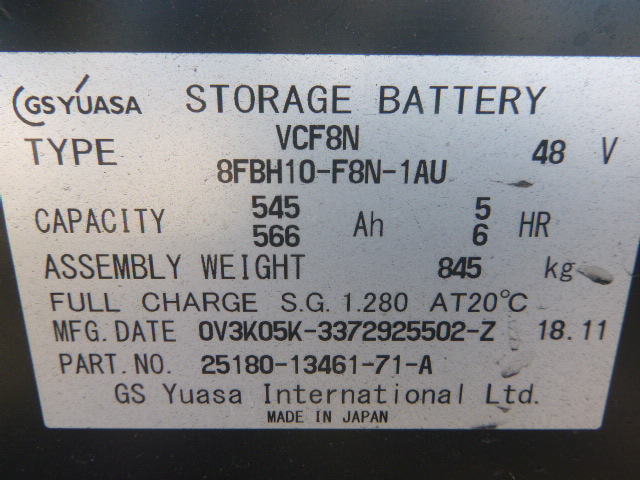 GS YUASA STORAGE BATTERY
TYPE VCF8N 48 V
8FBH10-F8N-1AU
CAPACITY 545 Ah 5 HR
566 6
ASSEMBLY WEIGHT 845 kg
FULL CHARGE S.G. 1.280 AT20℃
MFG. DATE 0V3K05K-3372925502-Z 18.11
PART. NO. 25180-13461-71-A
GS Yuasa International Ltd.
MADE IN JAPAN